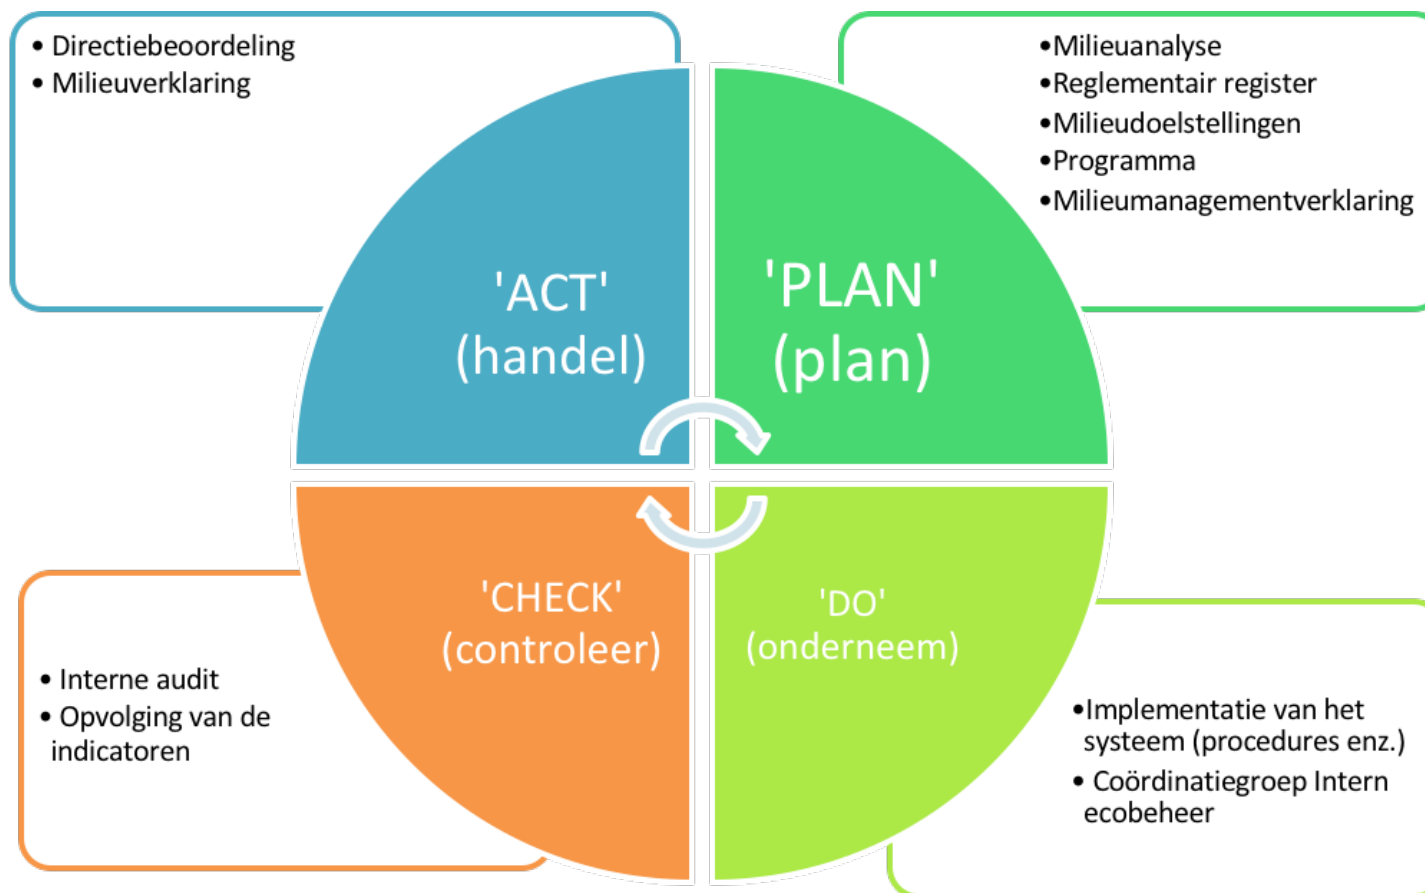 • Directiebeoordeling
• Milieuverklaring
•Milieuanalyse
•Reglementair register
•Milieudoelstellingen
•Programma
•Milieumanagementverklaring
'ACT'
(handel)
'PLAN'
(plan)
'CHECK'
(controleer)
'DO'
(onderneem)
• Interne audit
• Opvolging van de
indicatoren
•Implementatie van het
systeem (procedures enz.)
• Coördinatiegroep Intern
ecobeheer